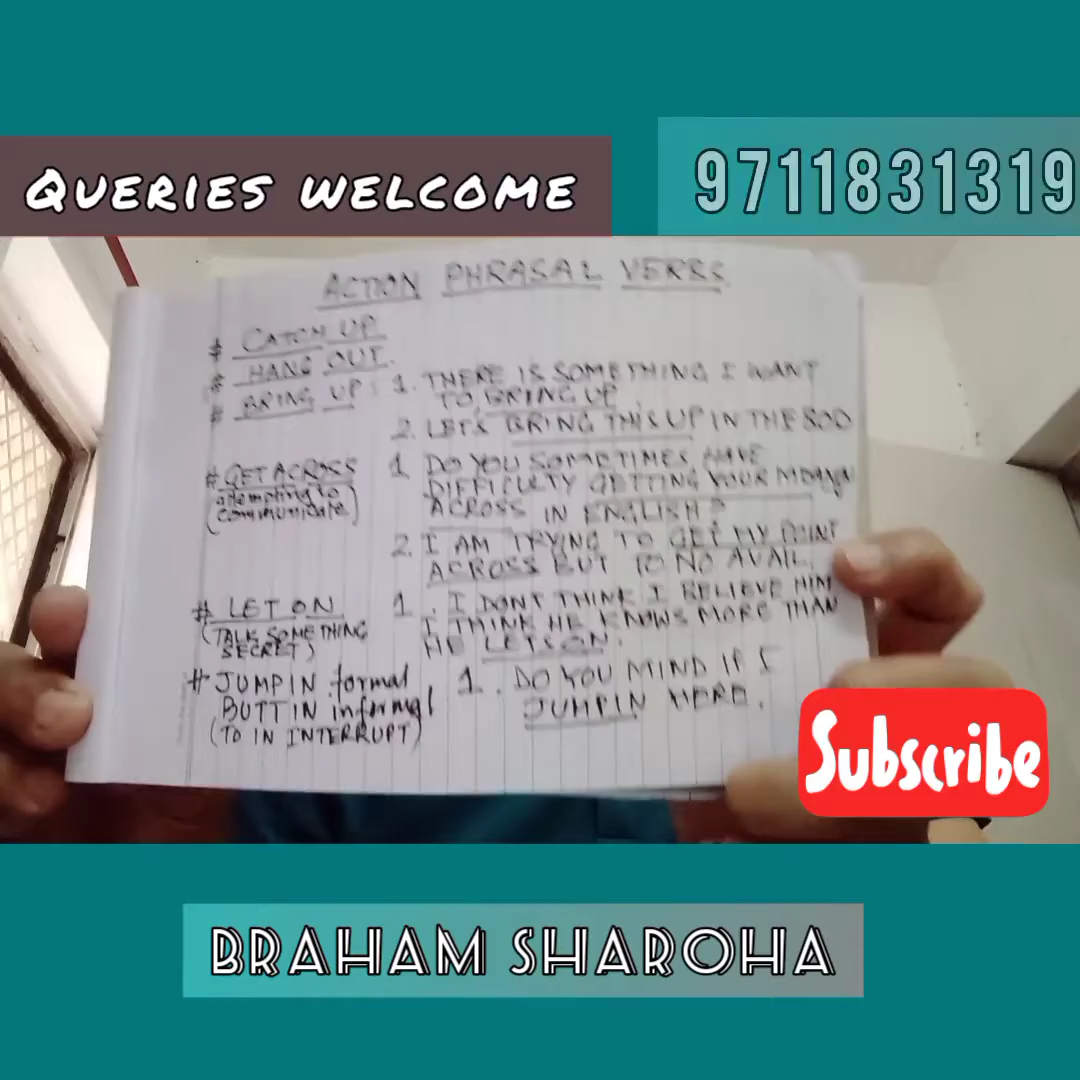 QUERIES WELCOME
9711831319
ACTION PHRASAL VERBS
# CATCH UP
# HANG OUT.
# BRING UP :
1. THERE IS SOMETHING I WANT
TO BRING UP.
2. LET'S BRING THIS UP IN THE
# GET ACROSS
(attempting to
communicate)
1 DO YOU SOMETIMES HAVE
DIFFICULTY GETTING YOUR
ACROSS IN ENGLISH?
2. I AM TRYING TO GET MY POINT
ACROSS BUT TO NO AVAIL.
# LET ON
(TALK SOMETHING
SECRET)
1. I DONT THINK I BELIEVE HIM
I THINK HE KNOWS MORE THAN
HE LETS ON.
# JUMP IN formal
BUTT IN informal
(TO IN INTERRUPT)
1. DO YOU MIND IF I
JUMPIN HERE.
Subscribe
BRAHAM SHAROHA